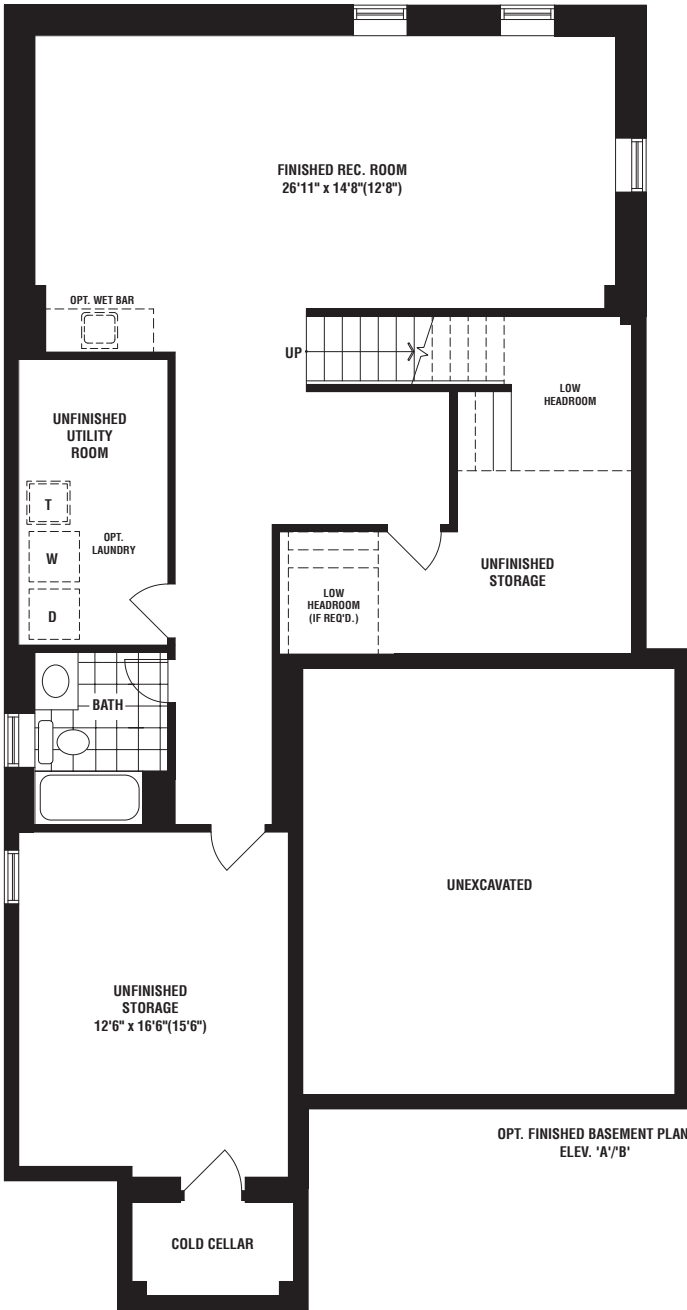 FINISHED REC. ROOM
26'11" x 14'8"(12'8")
OPT. WET BAR
UP
LOW
HEADROOM
UNFINISHED
UTILITY
ROOM
T
OPT.
LAUNDRY
W
D
UNFINISHED
STORAGE
LOW
HEADROOM
(IF REQ'D.)
BATH
UNEXCAVATED
UNFINISHED
STORAGE
12'6" x 16'6"(15'6")
OPT. FINISHED BASEMENT PLAN
ELEV. 'A'/'B'
COLD CELLAR